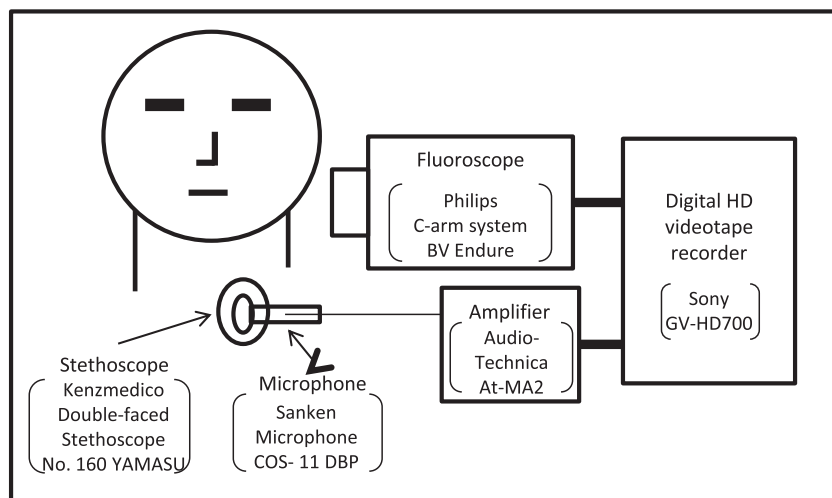 Fluoroscope
Philips
C-arm system
BV Endure
Digital HD
videotape
recorder
Sony
GV-HD700
Amplifier
Audio-
Technica
At-MA2
Stethoscope
Kenzmedico
Double-faced
Stethoscope
No. 160 YAMASU
Microphone
Sanken
Microphone
COS- 11 DBP